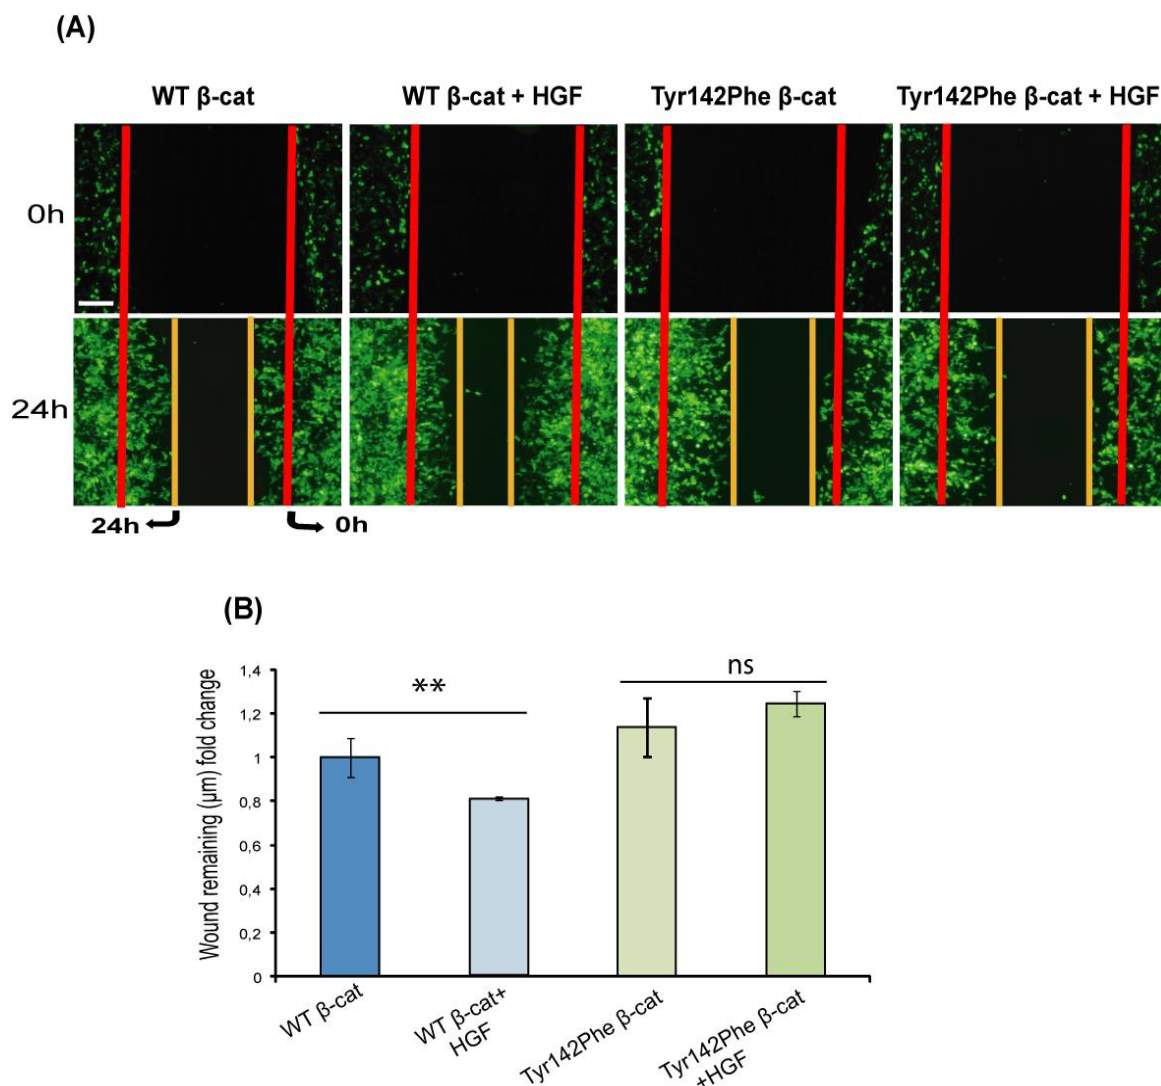 (A)
WT β-cat
WT β-cat + HGF
Tyr142Phe β-cat
Tyr142Phe β-cat + HGF
0h
24h
24h
0h
(B)
Wound remaining (μm) fold change
1,4
1,2
1
0,8
0,6
0,4
0,2
0
**
ns
WT β-cat
WT β-cat+
HGF
Tyr142Phe β-cat
Tyr142Phe β-cat
+HGF